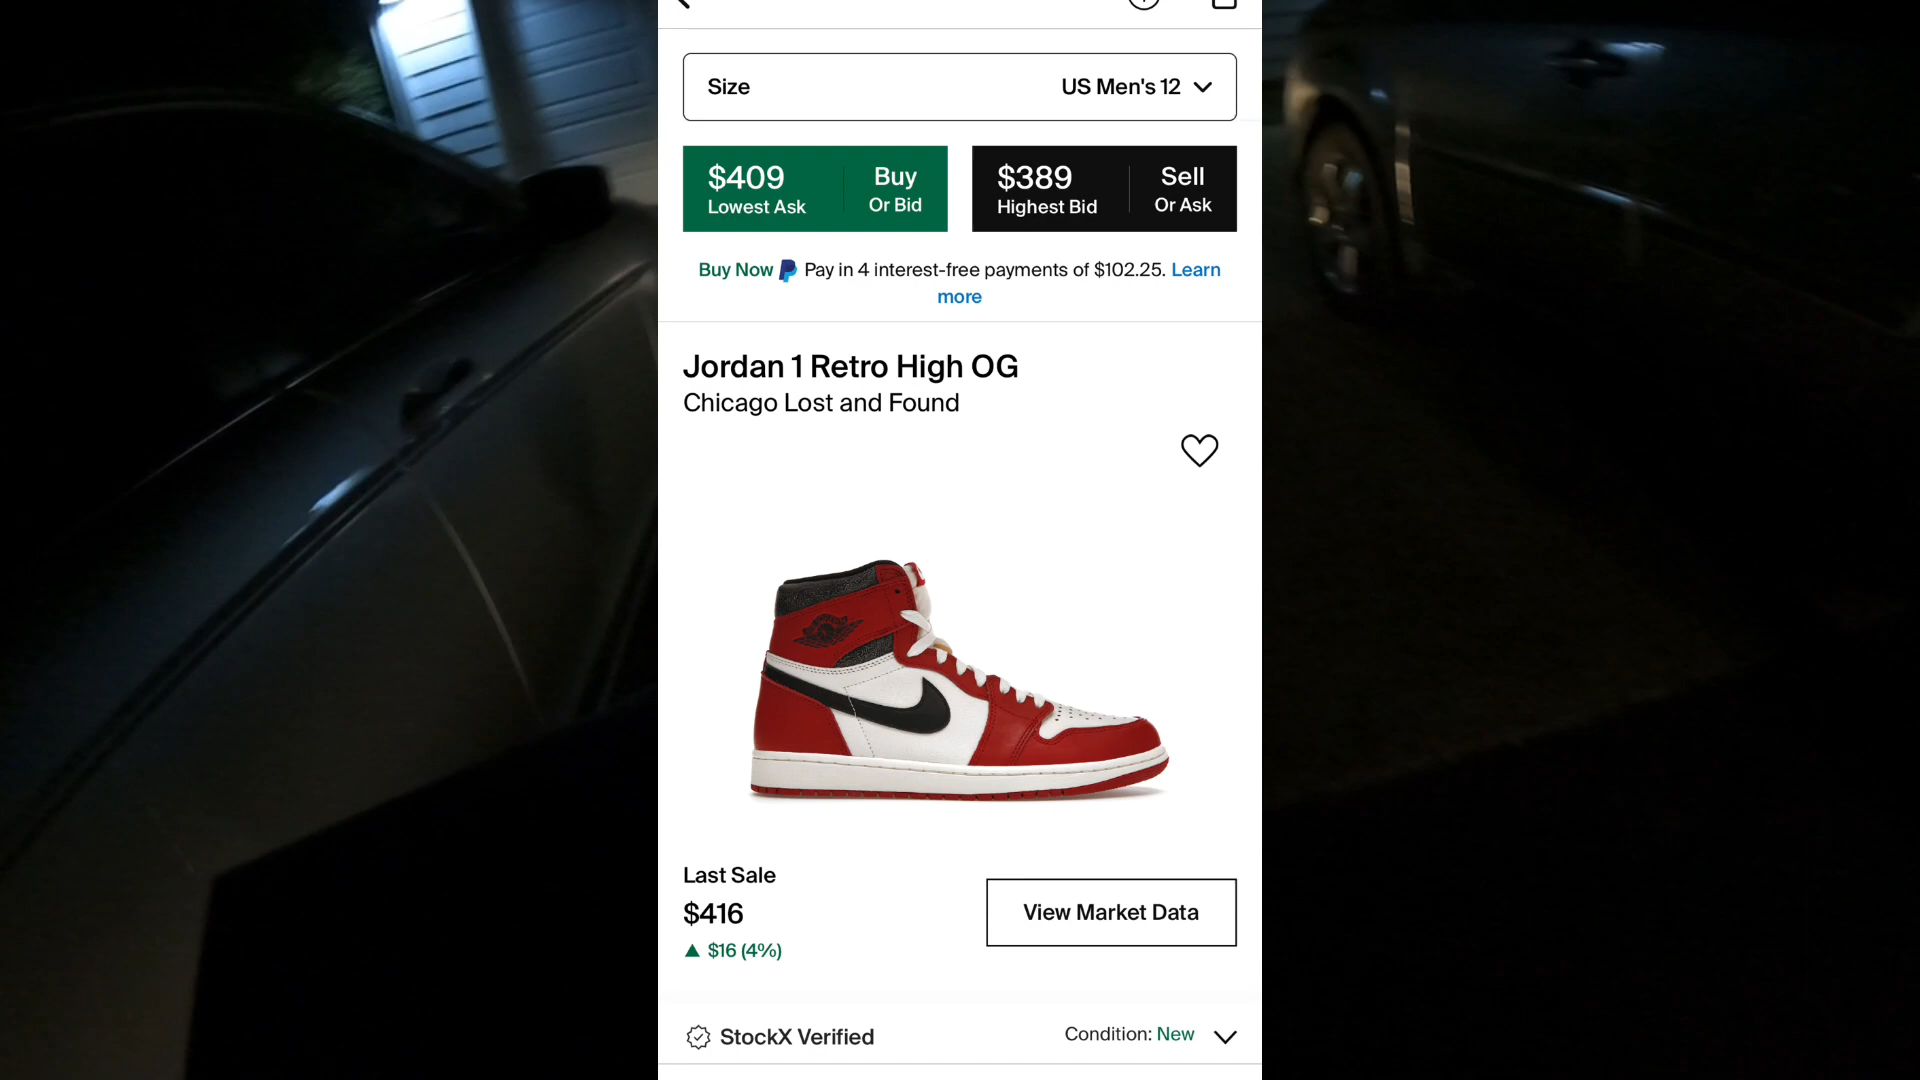 Size
US Men's 12
$409
Lowest Ask
Buy
Or Bid
$389
Highest Bid
Sell
Or Ask
Buy Now Pay in 4 interest-free payments of $102.25. Learn
more
Jordan 1 Retro High OG
Chicago Lost and Found
Last Sale
$416
▲ $16 (4%)
View Market Data
StockX Verified
Condition: New